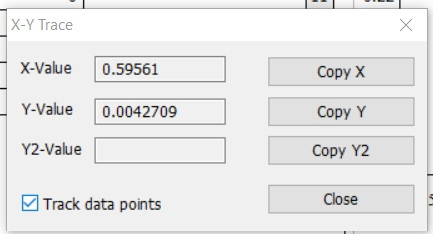 X-Y Trace
X-Value 0.59561 Copy X
Y-Value 0.0042709 Copy Y
Y2-Value Copy Y2
Track data points Close